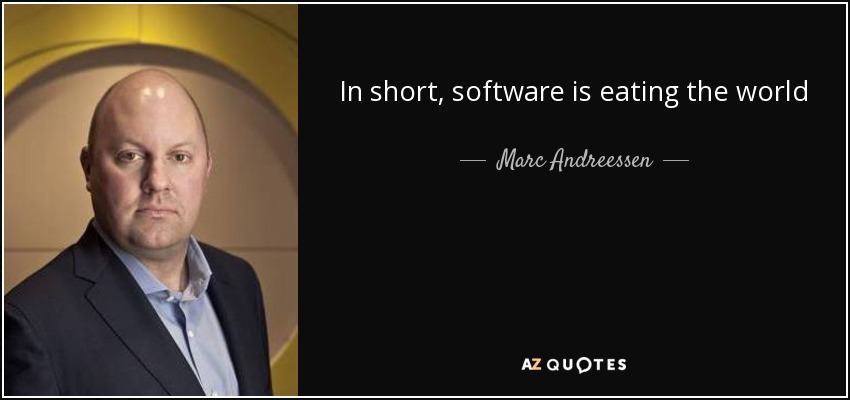 In short, software is eating the world
Marc Andreessen
AZ QUOTES